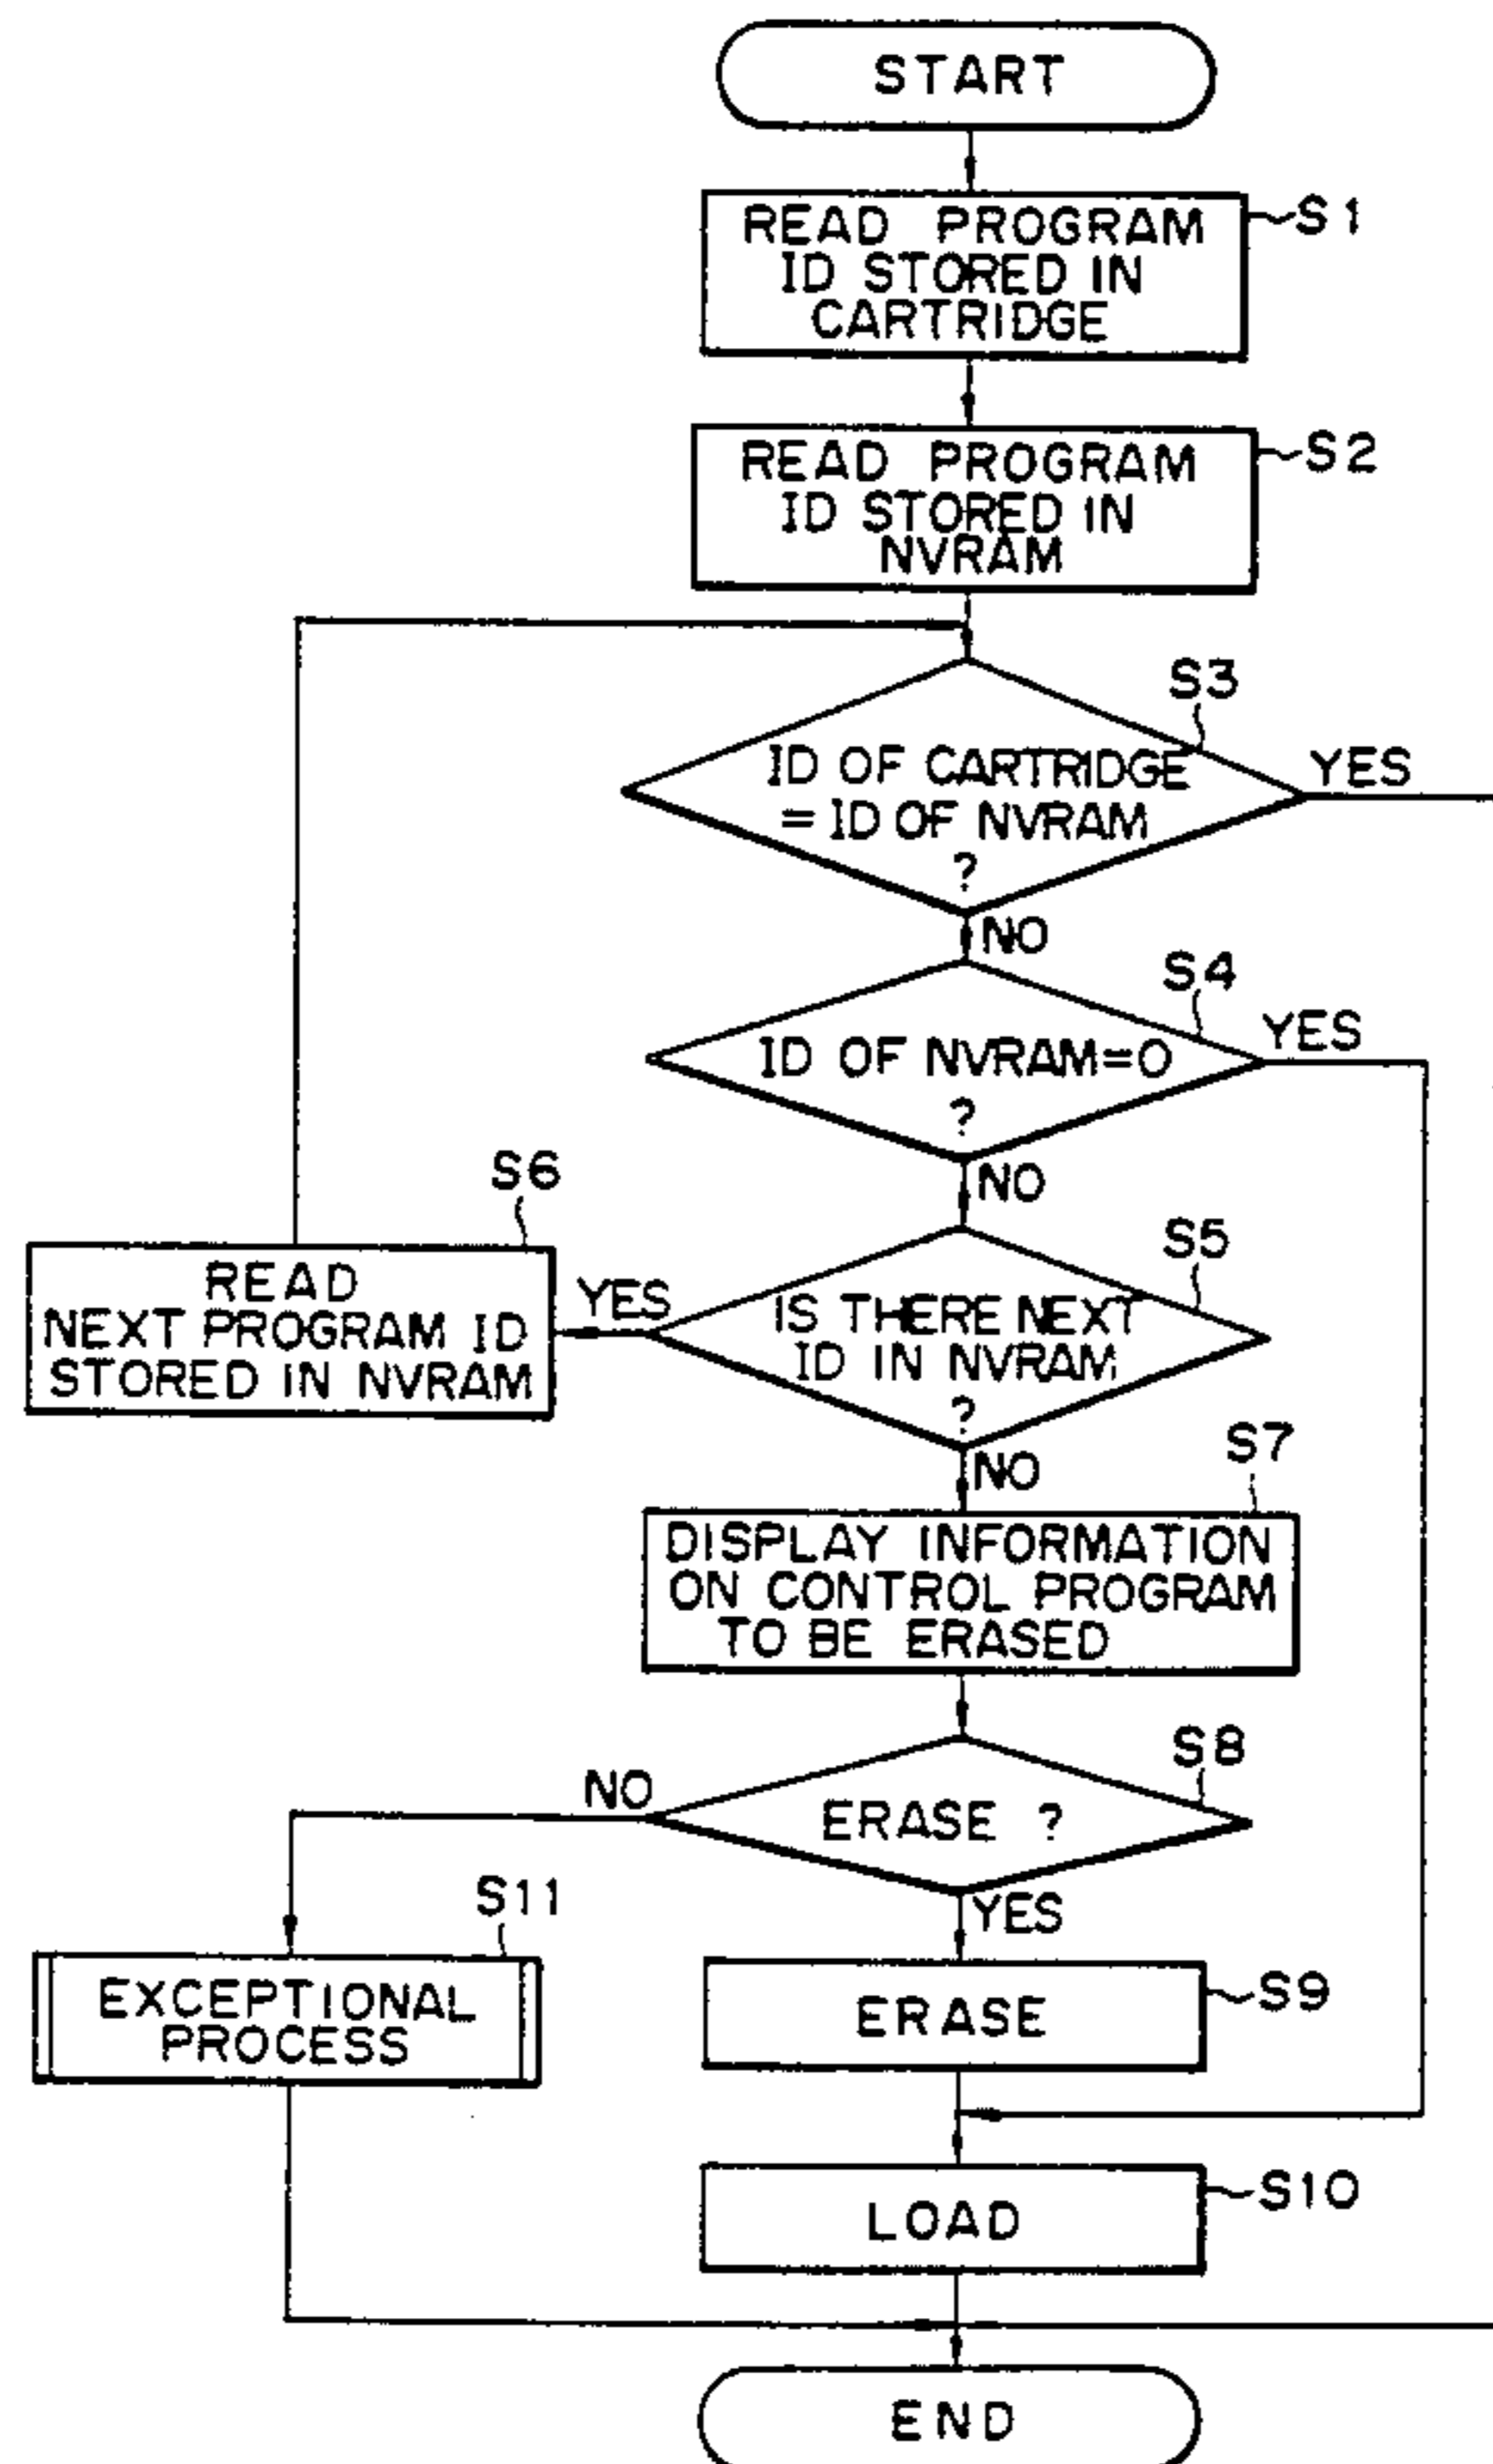 START
READ PROGRAM
ID STORED IN
CARTRIDGE
S1
READ PROGRAM
ID STORED IN
NVRAM
S2
S3
ID OF CARTRIDGE
= ID OF NVRAM
?
YES
NO
S4
ID OF NVRAM=0
?
YES
NO
S5
IS THERE NEXT
ID IN NVRAM
?
YES
S6
READ
NEXT PROGRAM ID
STORED IN NVRAM
NO
S7
DISPLAY INFORMATION
ON CONTROL PROGRAM
TO BE ERASED
S8
ERASE ?
NO
YES
S11
EXCEPTIONAL
PROCESS
ERASE
S9
LOAD
S10
END